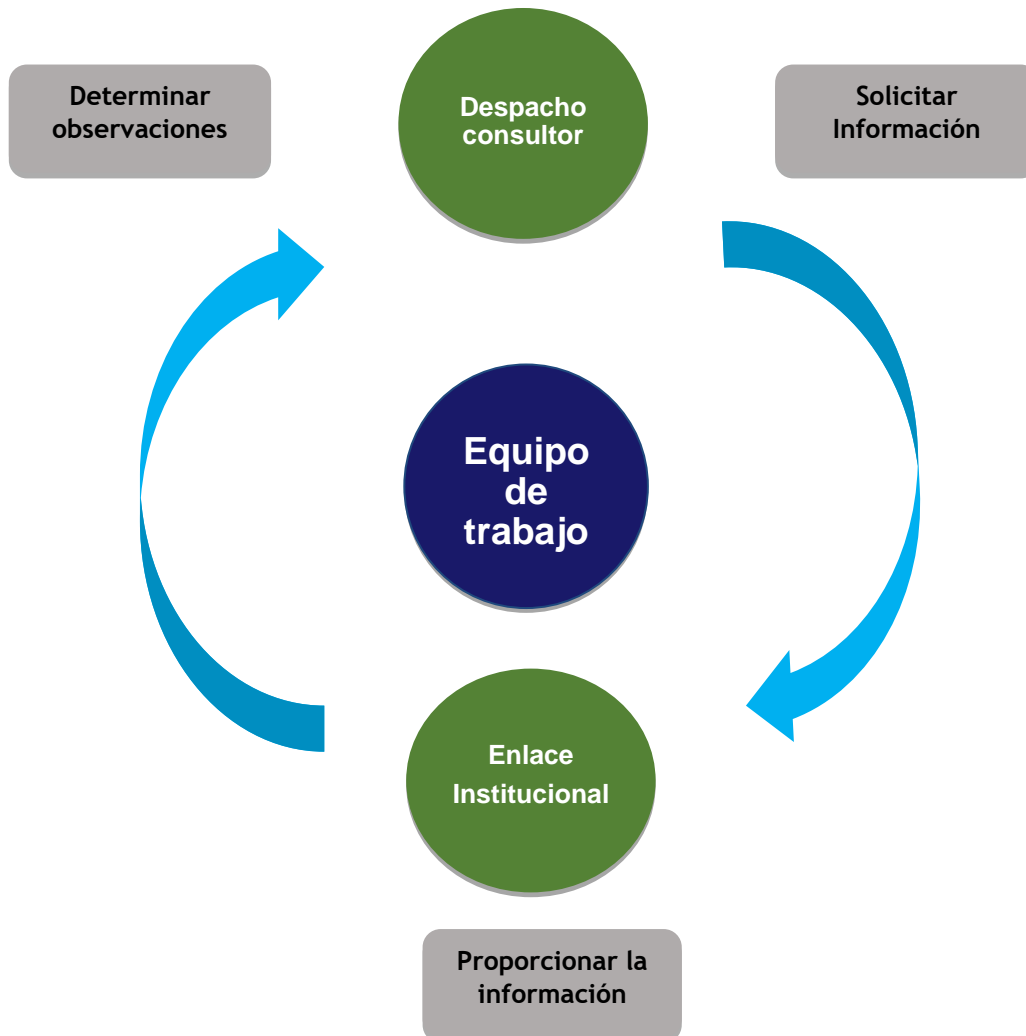 Determinar
observaciones
Despacho
consultor
Solicitar
Información
Equipo
de
trabajo
Enlace
Institucional
Proporcionar la
información